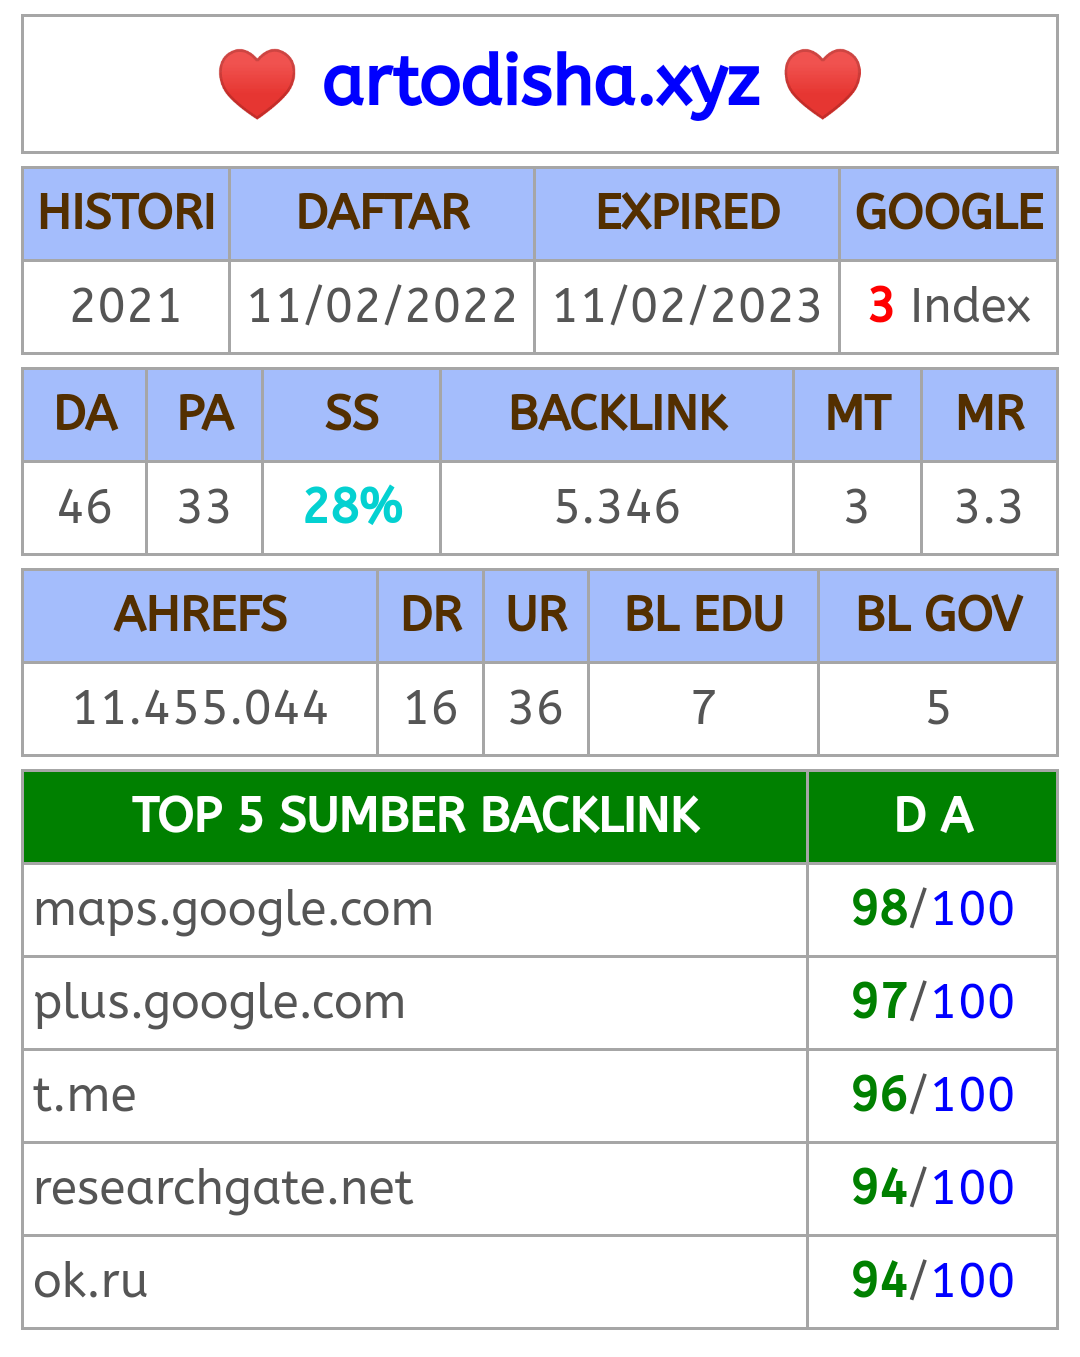 artodisha.xyz
HISTORI DAFTAR EXPIRED GOOGLE
2021 11/02/2022 11/02/2023 3 Index
DA PA SS BACKLINK MT MR
46 33 28% 5.346 3 3.3
AHREFS DR UR BL EDU BL GOV
11.455.044 16 36 7 5
TOP 5 SUMBER BACKLINK D A
maps.google.com 98/100
plus.google.com 97/100
t.me 96/100
researchgate.net 94/100
ok.ru 94/100